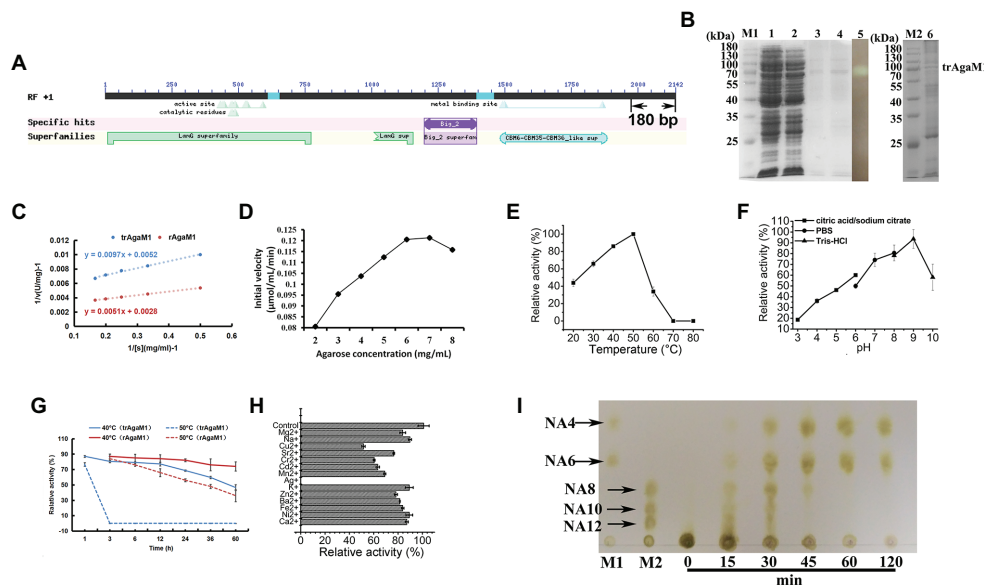 A
RF +1
1
250
500
750
1000
1250
1500
1750
2000
2142
active site
catalytic residues
metal binding site
180 bp
Specific hits
Big_2
Superfamilies
LamG superfamily
LamG sup
Big_2 superfam
CBM6-CBM35-CBM36_like sup
B
(kDa) M1 1 2 3 4 5
180
130
100
70
55
40
35
25
(kDa) M2 6
trAgaM1
180
130
100
70
55
40
35
25
C
trAgaM1 rAgaM1
y = 0.0097x + 0.0052
y = 0.0051x + 0.0028
1/v(U/mg)-1
0.012
0.01
0.008
0.006
0.004
0.002
0
0.1 0.2 0.3 0.4 0.5 0.6
1/[s](mg/ml)-1
D
Initial velocity
(μmol/mL/min)
0.125
0.12
0.115
0.11
0.105
0.1
0.095
0.09
0.085
0.08
2 3 4 5 6 7 8
Agarose concentration (mg/mL)
E
Relative activity (%)
100
90
80
70
60
50
40
30
20
10
0
20 30 40 50 60 70 80
Temperature (°C)
F
citric acid/sodium citrate
PBS
Tris-HCl
Relative activity (%)
110
100
90
80
70
60
50
40
30
20
10
3 4 5 6 7 8 9 10
pH
G
40°C (trAgaM1) 50°C (trAgaM1)
40°C (rAgaM1) 50°C (rAgaM1)
Relative activity (%)
110
90
70
50
30
10
-10
1 3 6 12 24 36 60
Time (h)
H
Control
Mg2+
Na+
Cu2+
Sr2+
Cr2+
Cd2+
Mn2+
Ag+
K+
Zn2+
Ba2+
Fe2+
Ni2+
Ca2+
0 20 40 60 80 100
Relative activity (%)
I
NA4
NA6
NA8
NA10
NA12
M1 M2 0 15 30 45 60 120
min